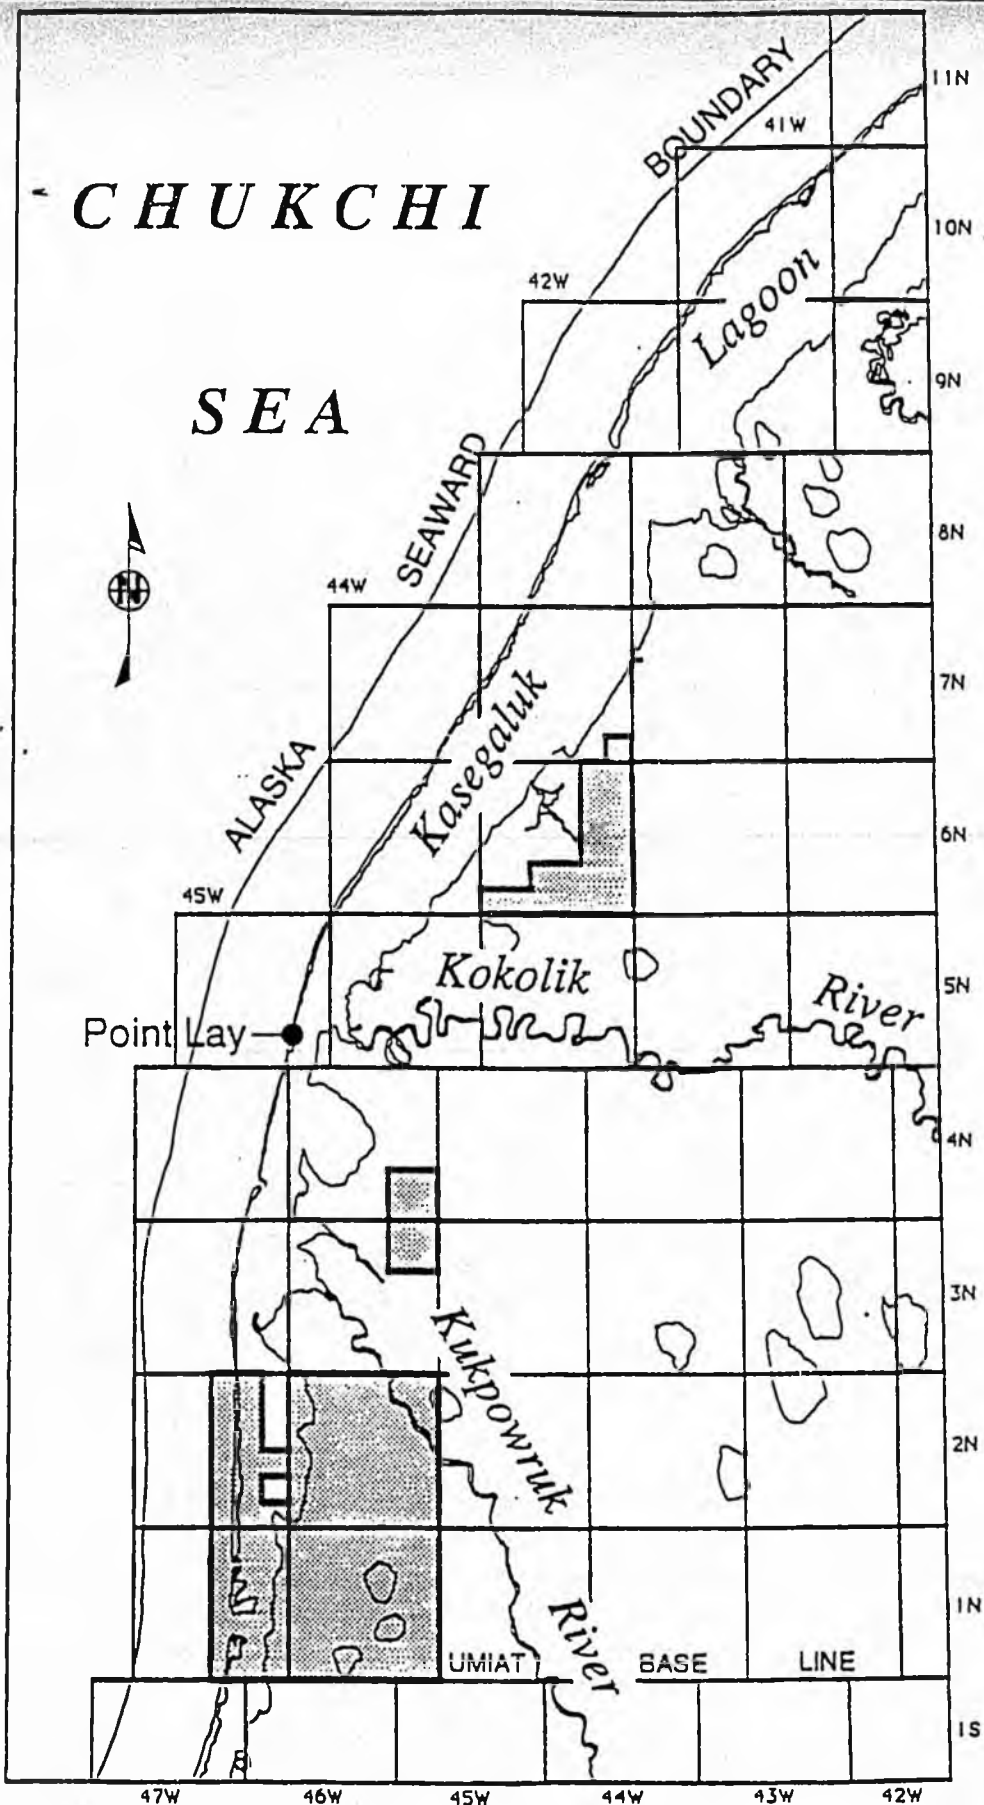 11N
BOUNDARY
41W
CHUKCHI
10N
Lagoon
42W
9N
SEA
SEAWARD
8N
N
44W
7N
Kasegaluk
ALASKA
6N
45W
Kokolik
River
5N
Point Lay
4N
3N
Kukpowruk
2N
River
1N
UMIAT BASE LINE
1S
47W 46W 45W 44W 43W 42W